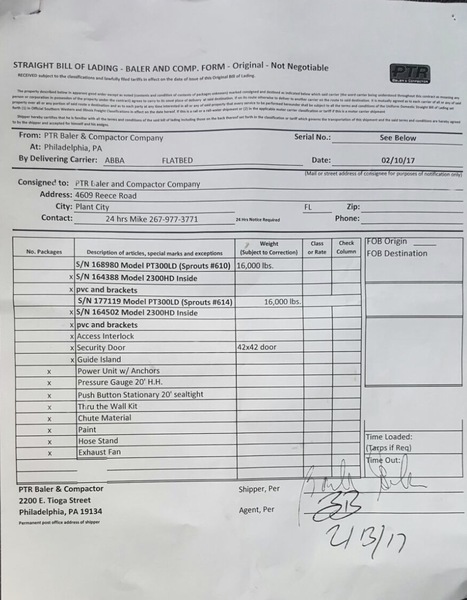 STRAIGHT BILL OF LADING - BALER AND COMP. FORM - Original - Not Negotiable
RECEIVED subject to the classifications and lawfully filed tariffs in effect on the date of issue of this Original Bill of Lading.
PTR
Baler & Compactor
From: PTR Baler & Compactor Company Serial No.: See Below
At: Philadelphia, PA
By Delivering Carrier: ABBA FLATBED Date: 02/10/17
(Mail or street address of consignee for purposes of notification only)
Consigned to: PTR Baler and Compactor Company
Address: 4609 Reece Road
City: Plant City FL Zip:
Contact: 24 hrs Mike 267-977-3771 24 Hrs Notice Required Phone:
No. Packages Description of articles, special marks and exceptions Weight (Subject to Correction) Class or Rate Check Column FOB Origin
FOB Destination
S/N 168980 Model PT300LD (Sprouts #610) 16,000 lbs.
x S/N 164388 Model 2300HD Inside
x pvc and brackets
S/N 177119 Model PT300LD (Sprouts #614) 16,000 lbs.
x S/N 164502 Model 2300HD Inside
x pvc and brackets
x Access Interlock
x Security Door 42x42 door
x Guide Island
x Power Unit w/ Anchors
x Pressure Gauge 20' H.H.
x Push Button Stationary 20' sealtight
x Thru the Wall Kit
x Chute Material
x Paint
x Hose Stand
x Exhaust Fan
Time Loaded:
(Tarps if Req)
Time Out:
PTR Baler & Compactor Shipper, Per
2200 E. Tioga Street
Philadelphia, PA 19134 Agent, Per
Permanent post office address of shipper
BB
2/13/17